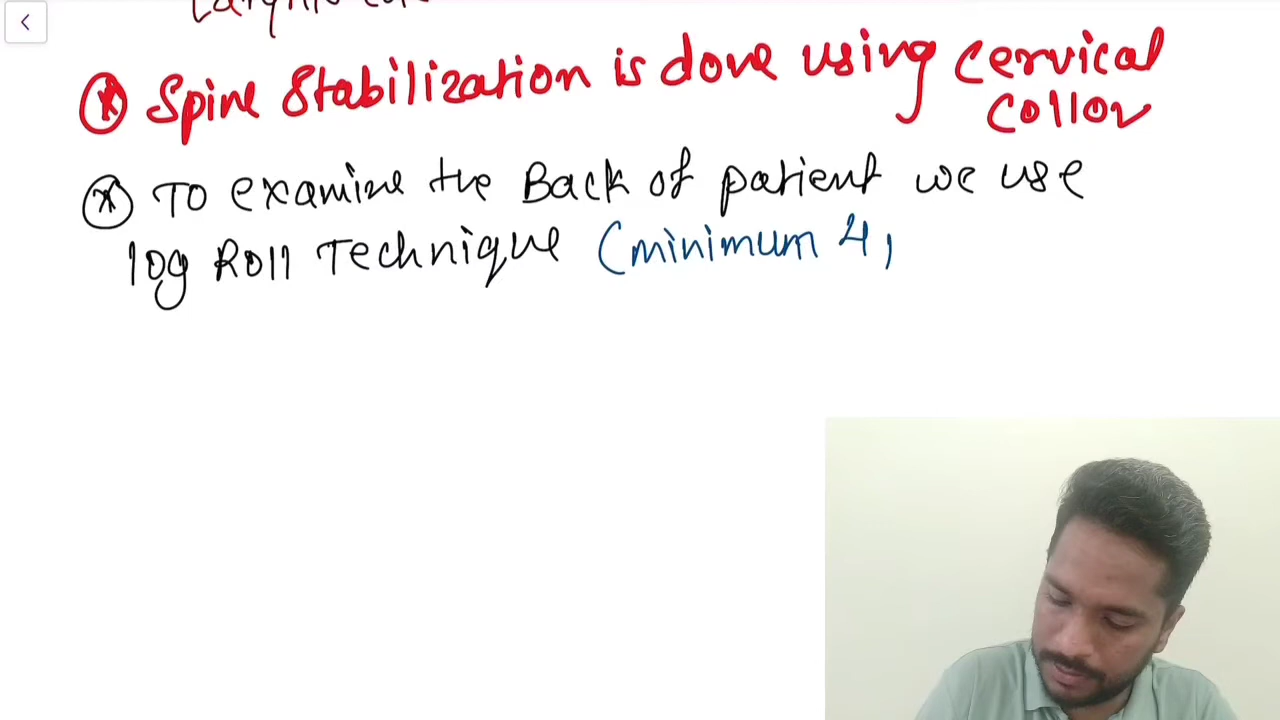 * Spine Stabilization is done using cervical
collor
* To examine the Back of patient we use
log Roll Technique (minimum 4,